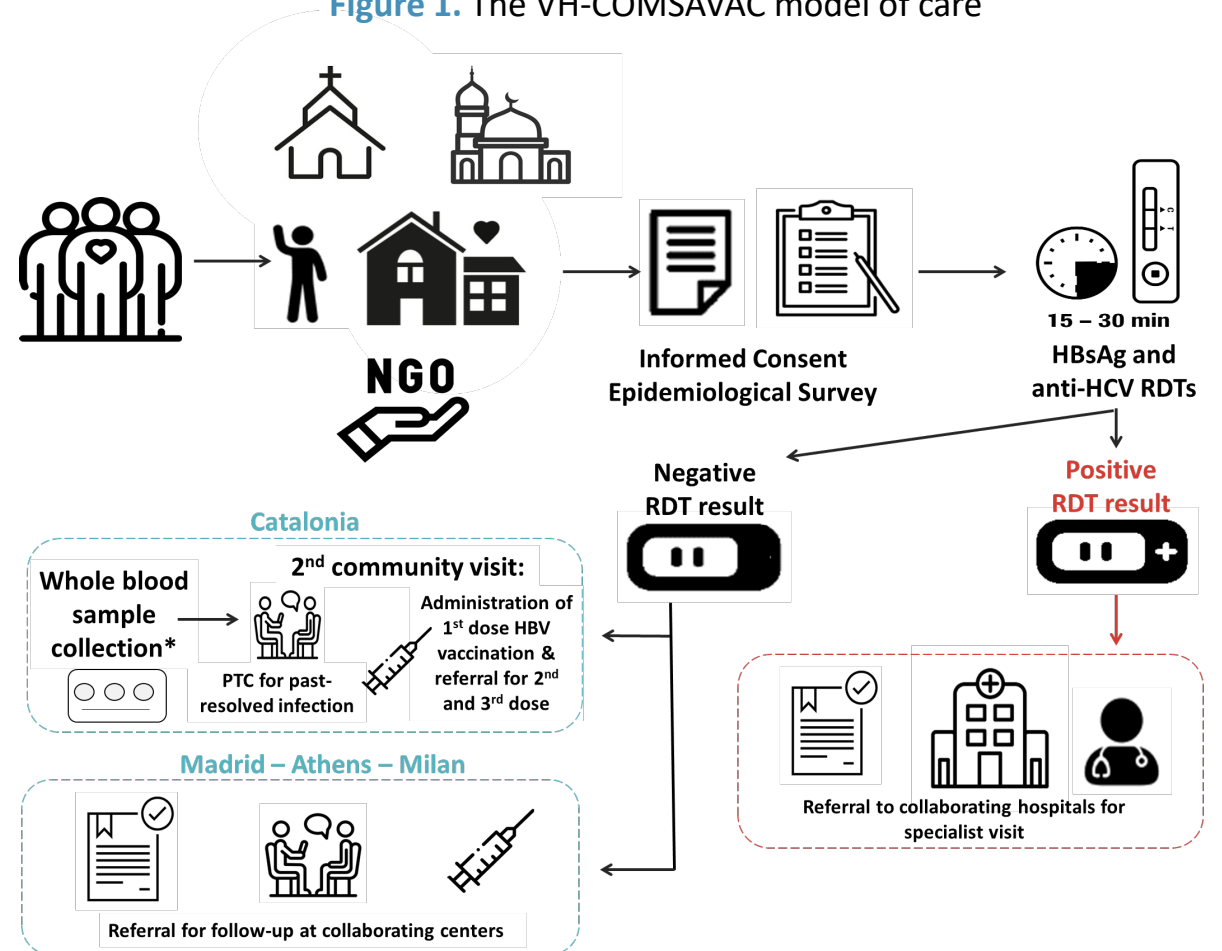 Figure 1. The VH-COMSAVAC model of care
NGO
Informed Consent
Epidemiological Survey
C
T
15 – 30 min
HBsAg and
anti-HCV RDTs
Negative
RDT result
Positive
RDT result
Catalonia
Whole blood
sample
collection*
2nd community visit:
PTC for past-
resolved infection
Administration of
1st dose HBV
vaccination &
referral for 2nd
and 3rd dose
Madrid – Athens – Milan
Referral for follow-up at collaborating centers
Referral to collaborating hospitals for
specialist visit